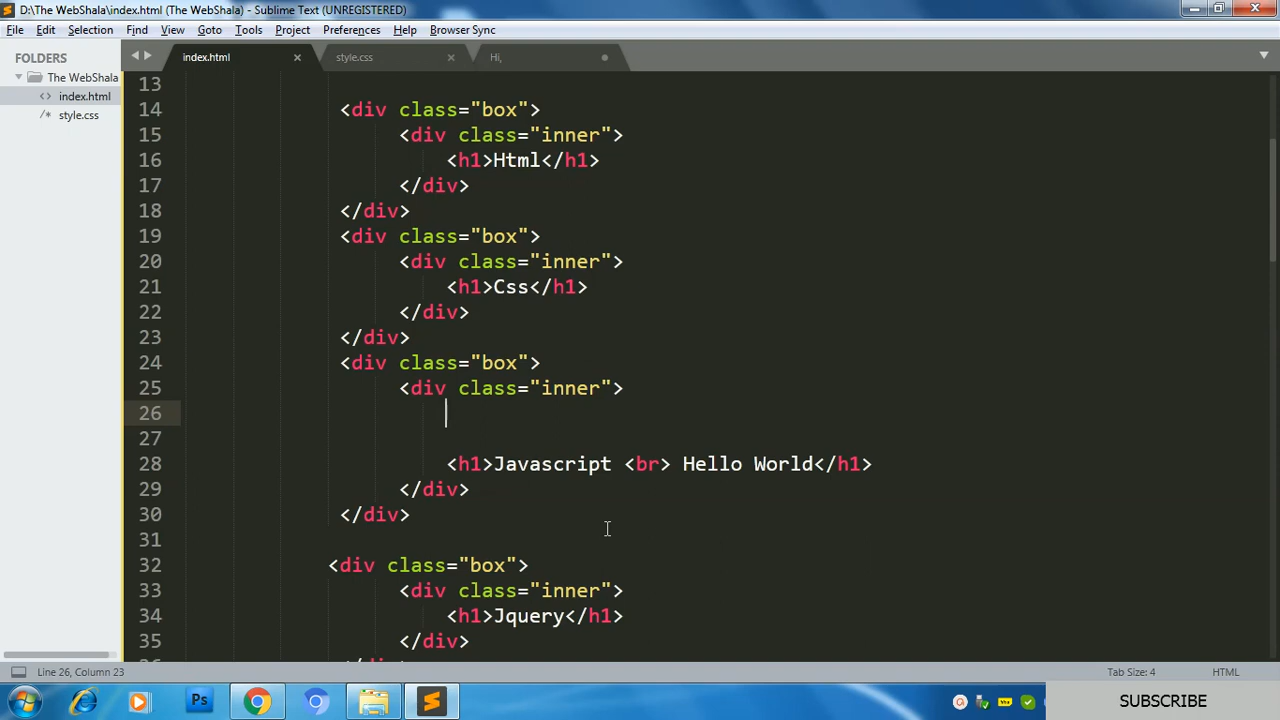 D:\The WebShala\index.html (The WebShala) - Sublime Text (UNREGISTERED)
File Edit Selection Find View Goto Tools Project Preferences Help Browser Sync
FOLDERS
The WebShala
<> index.html
/* style.css
index.html × style.css × Hi,
13
14 <div class="box">
15 <div class="inner">
16 <h1>Html</h1>
17 </div>
18 </div>
19 <div class="box">
20 <div class="inner">
21 <h1>Css</h1>
22 </div>
23 </div>
24 <div class="box">
25 <div class="inner">
26
27
28 <h1>Javascript <br> Hello World</h1>
29 </div>
30 </div>
31
32 <div class="box">
33 <div class="inner">
34 <h1>Jquery</h1>
35 </div>
Line 26, Column 23
Tab Size: 4
HTML
Ps
SUBSCRIBE